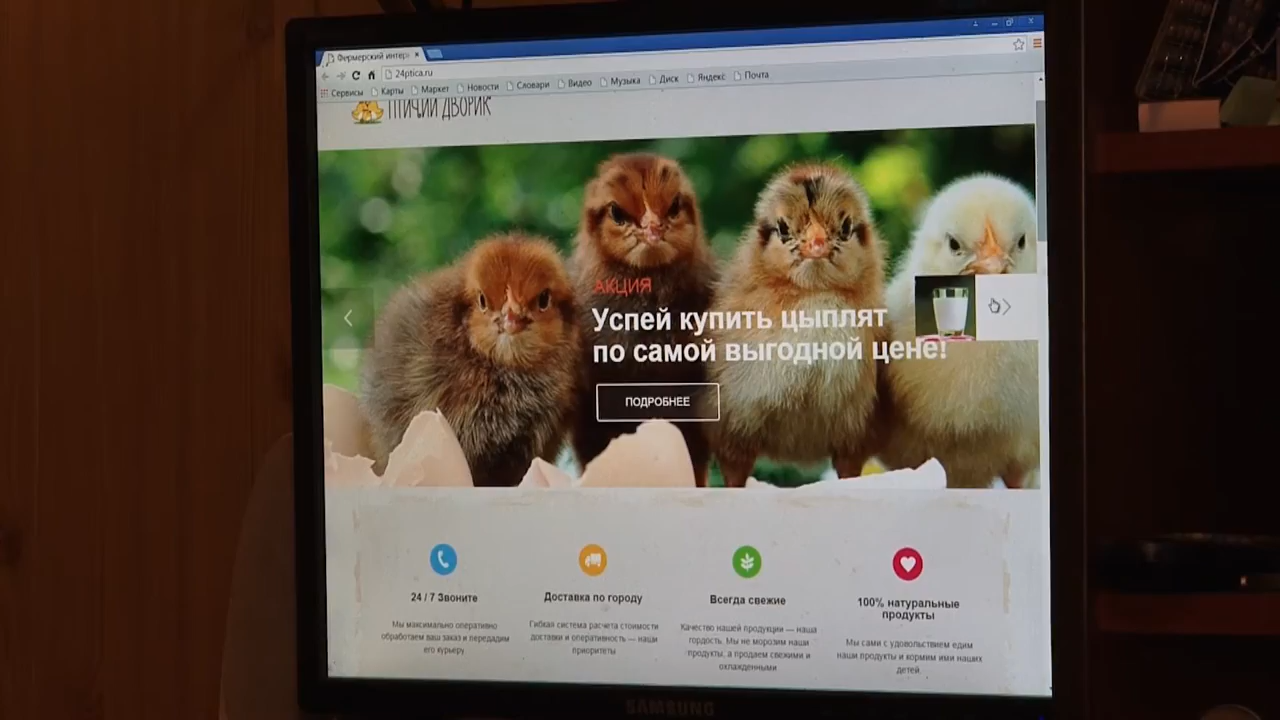 Фермерский интер
24ptica.ru
Сервисы Карты Маркет Новости Словари Видео Музыка Диск Яндекс Почта
ПТИЧИЙ ДВОРИК
АКЦИЯ
Успей купить цыплят
по самой выгодной цене!
ПОДРОБНЕЕ
24 / 7 Звоните
Мы максимально оперативно
обработаем ваш заказ и передадим
его курьеру
Доставка по городу
Гибкая система расчета стоимости
доставки и оперативность — наши
приоритеты
Всегда свежие
Качество нашей продукции — наша
гордость. Мы не морозим наши
продукты, а продаем свежими и
охлажденными
100% натуральные
продукты
Мы сами с удовольствием едим
наши продукты и кормим ими наших
детей.
SAMSUNG